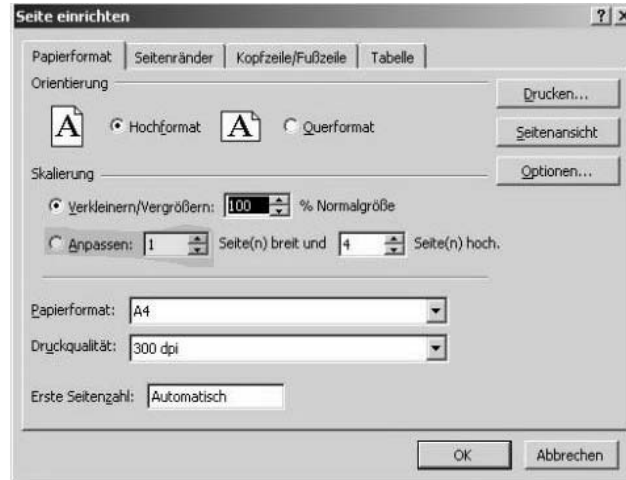 Seite einrichten
Papierformat Seitenränder Kopfzeile/Fußzeile Tabelle
Orientierung
Drucken...
A Hochformat A Querformat
Seitenansicht
Skalierung
Optionen...
Verkleinern/Vergrößern: 100 % Normalgröße
Anpassen: 1 Seite(n) breit und 4 Seite(n) hoch.
Papierformat: A4
Druckqualität: 300 dpi
Erste Seitenzahl: Automatisch
OK Abbrechen